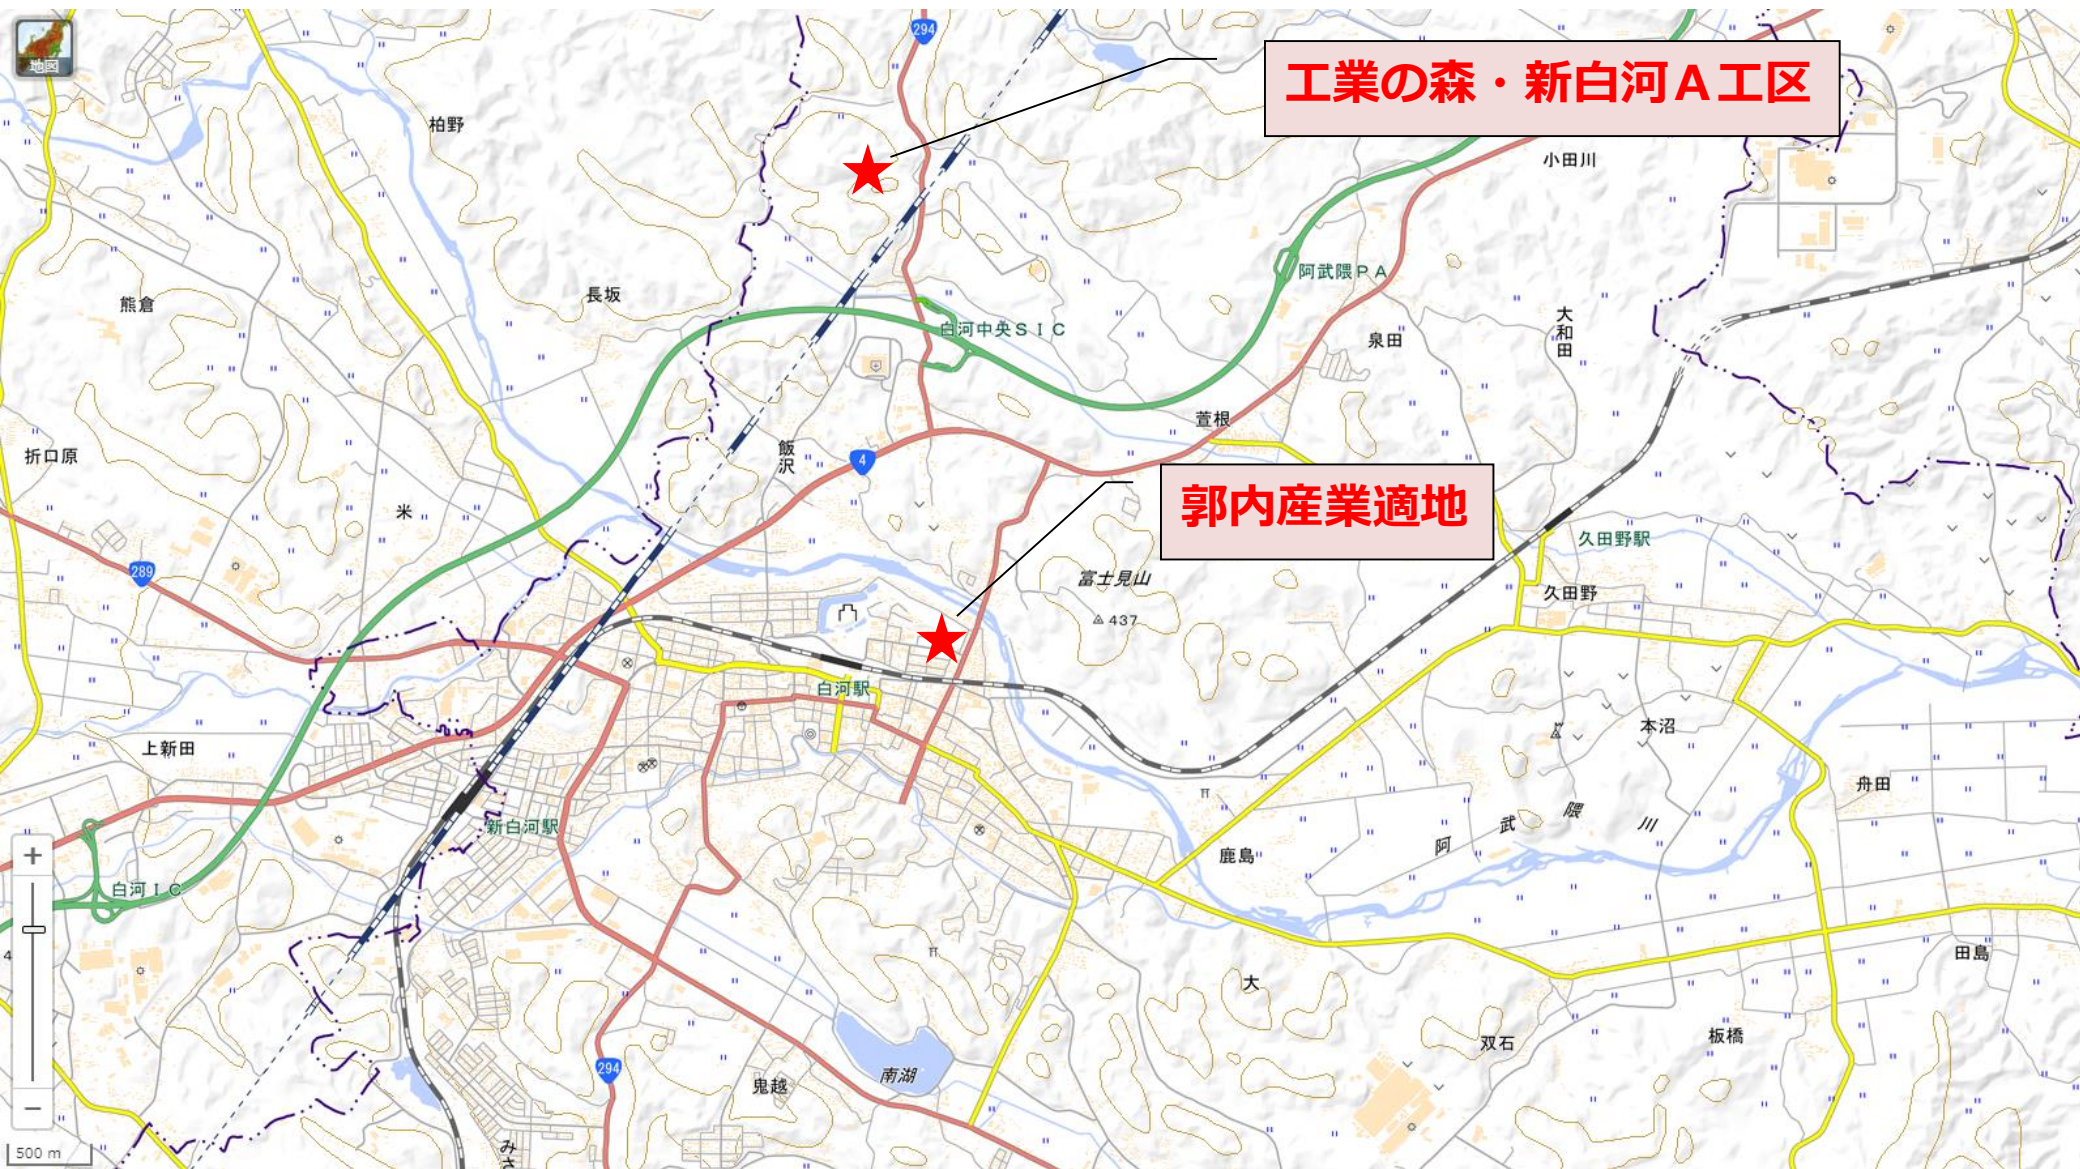 地図
294
工業の森・新白河A工区
柏野
小田川
阿武隈PA
熊倉
長坂
大和田
白河中央SIC
泉田
萱根
折口原
飯沢
4
郭内産業適地
米
久田野駅
289
富士見山
久田野
437
白河駅
本沼
上新田
舟田
阿武隈川
新白河駅
鹿島
白河IC
4
田島
大
双石
板橋
294
南湖
鬼越
みさ
500 m